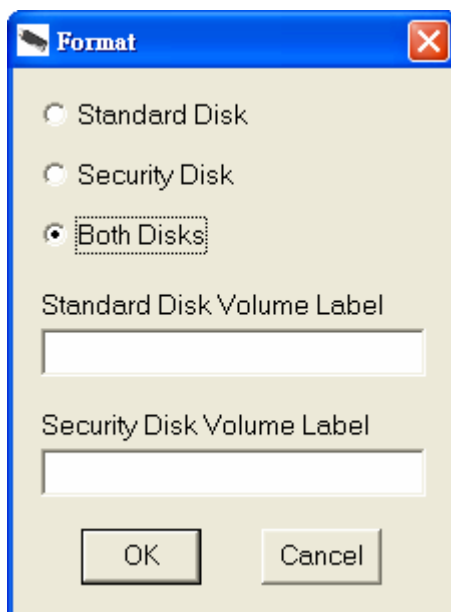 Format
Standard Disk
Security Disk
Both Disks
Standard Disk Volume Label
Security Disk Volume Label
OK Cancel